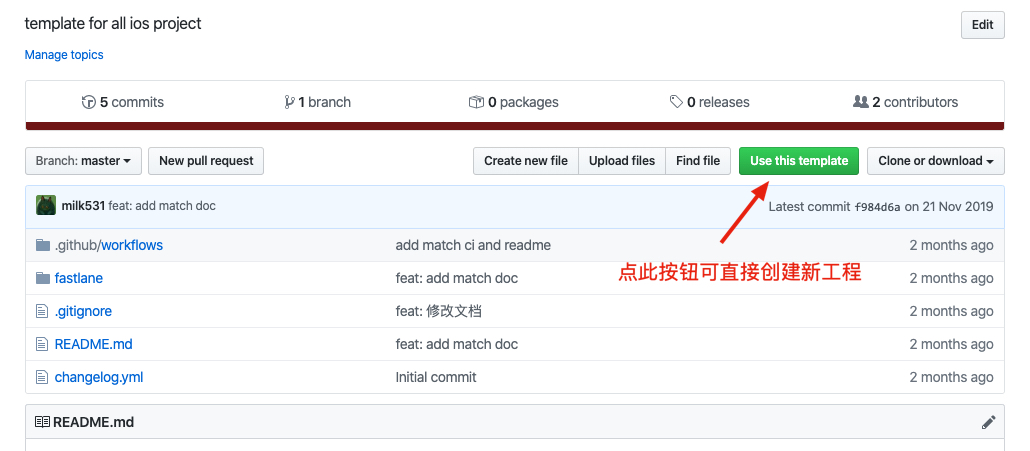 template for all ios project
Edit
Manage topics
5 commits
1 branch
0 packages
0 releases
2 contributors
Branch: master
New pull request
Create new file
Upload files
Find file
Use this template
Clone or download
milk531 feat: add match doc
Latest commit f984d6a on 21 Nov 2019
.github/workflows
add match ci and readme
2 months ago
点此按钮可直接创建新工程
fastlane
feat: add match doc
2 months ago
.gitignore
feat: 修改文档
2 months ago
README.md
feat: add match doc
2 months ago
changelog.yml
Initial commit
2 months ago
README.md